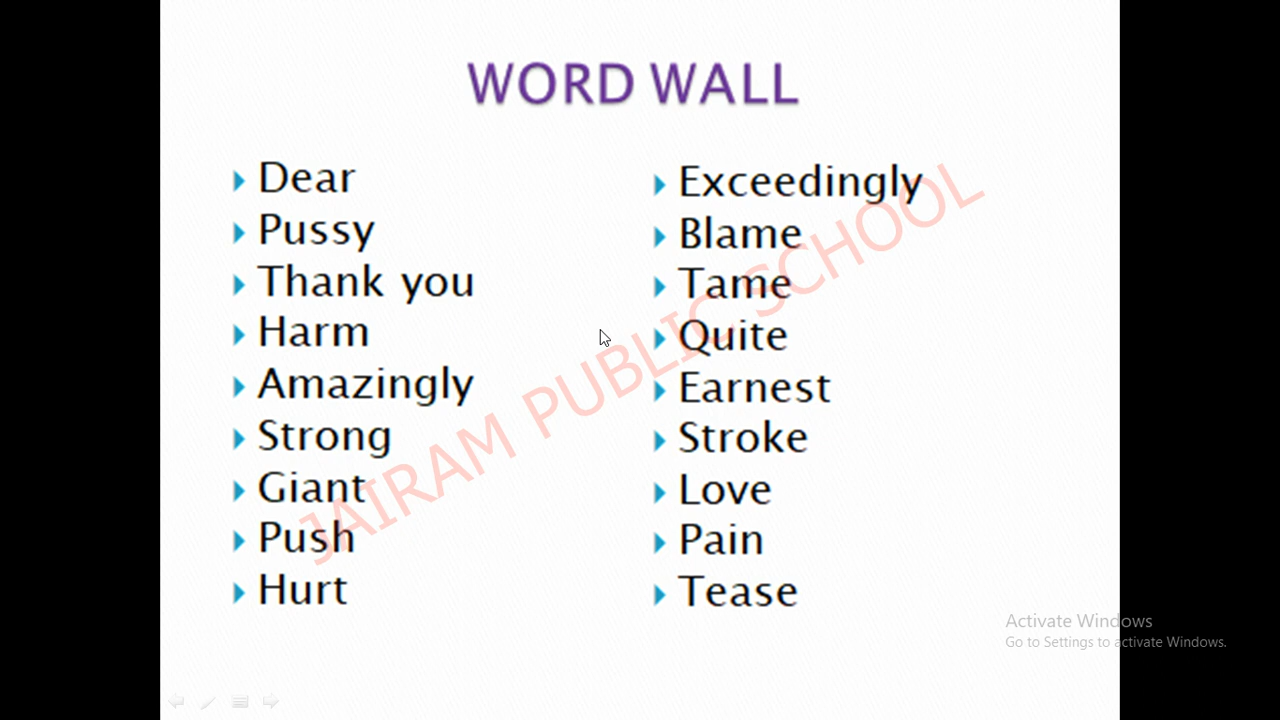 WORD WALL
Dear
Pussy
Thank you
Harm
Amazingly
Strong
Giant
Push
Hurt
Exceedingly
Blame
Tame
Quite
Earnest
Stroke
Love
Pain
Tease
JAIRAM PUBLIC SCHOOL
Activate Windows
Go to Settings to activate Windows.